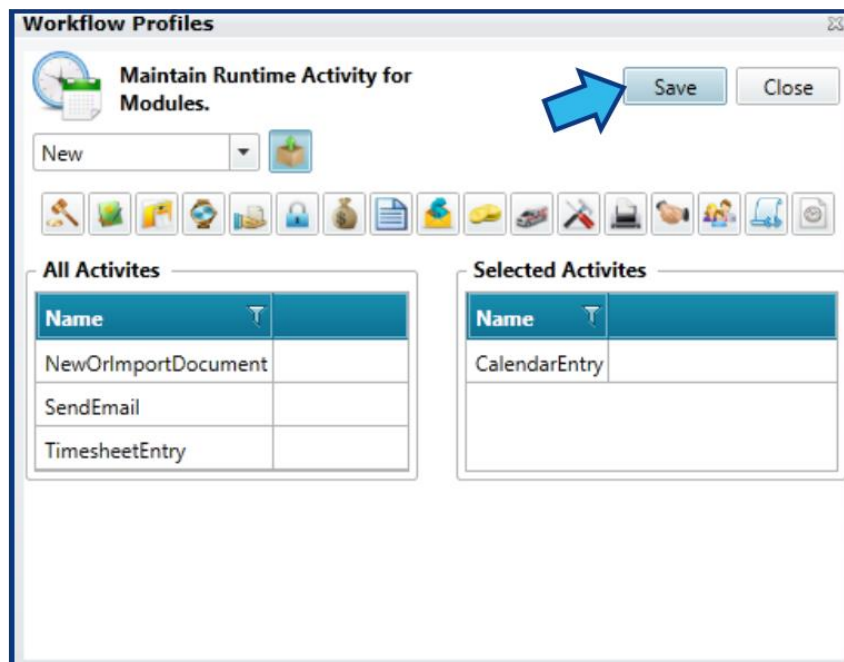 Workflow Profiles
Maintain Runtime Activity for
Modules.
Save
Close
New
All Activites
Name
NewOrImportDocument
SendEmail
TimesheetEntry
Selected Activites
Name
CalendarEntry